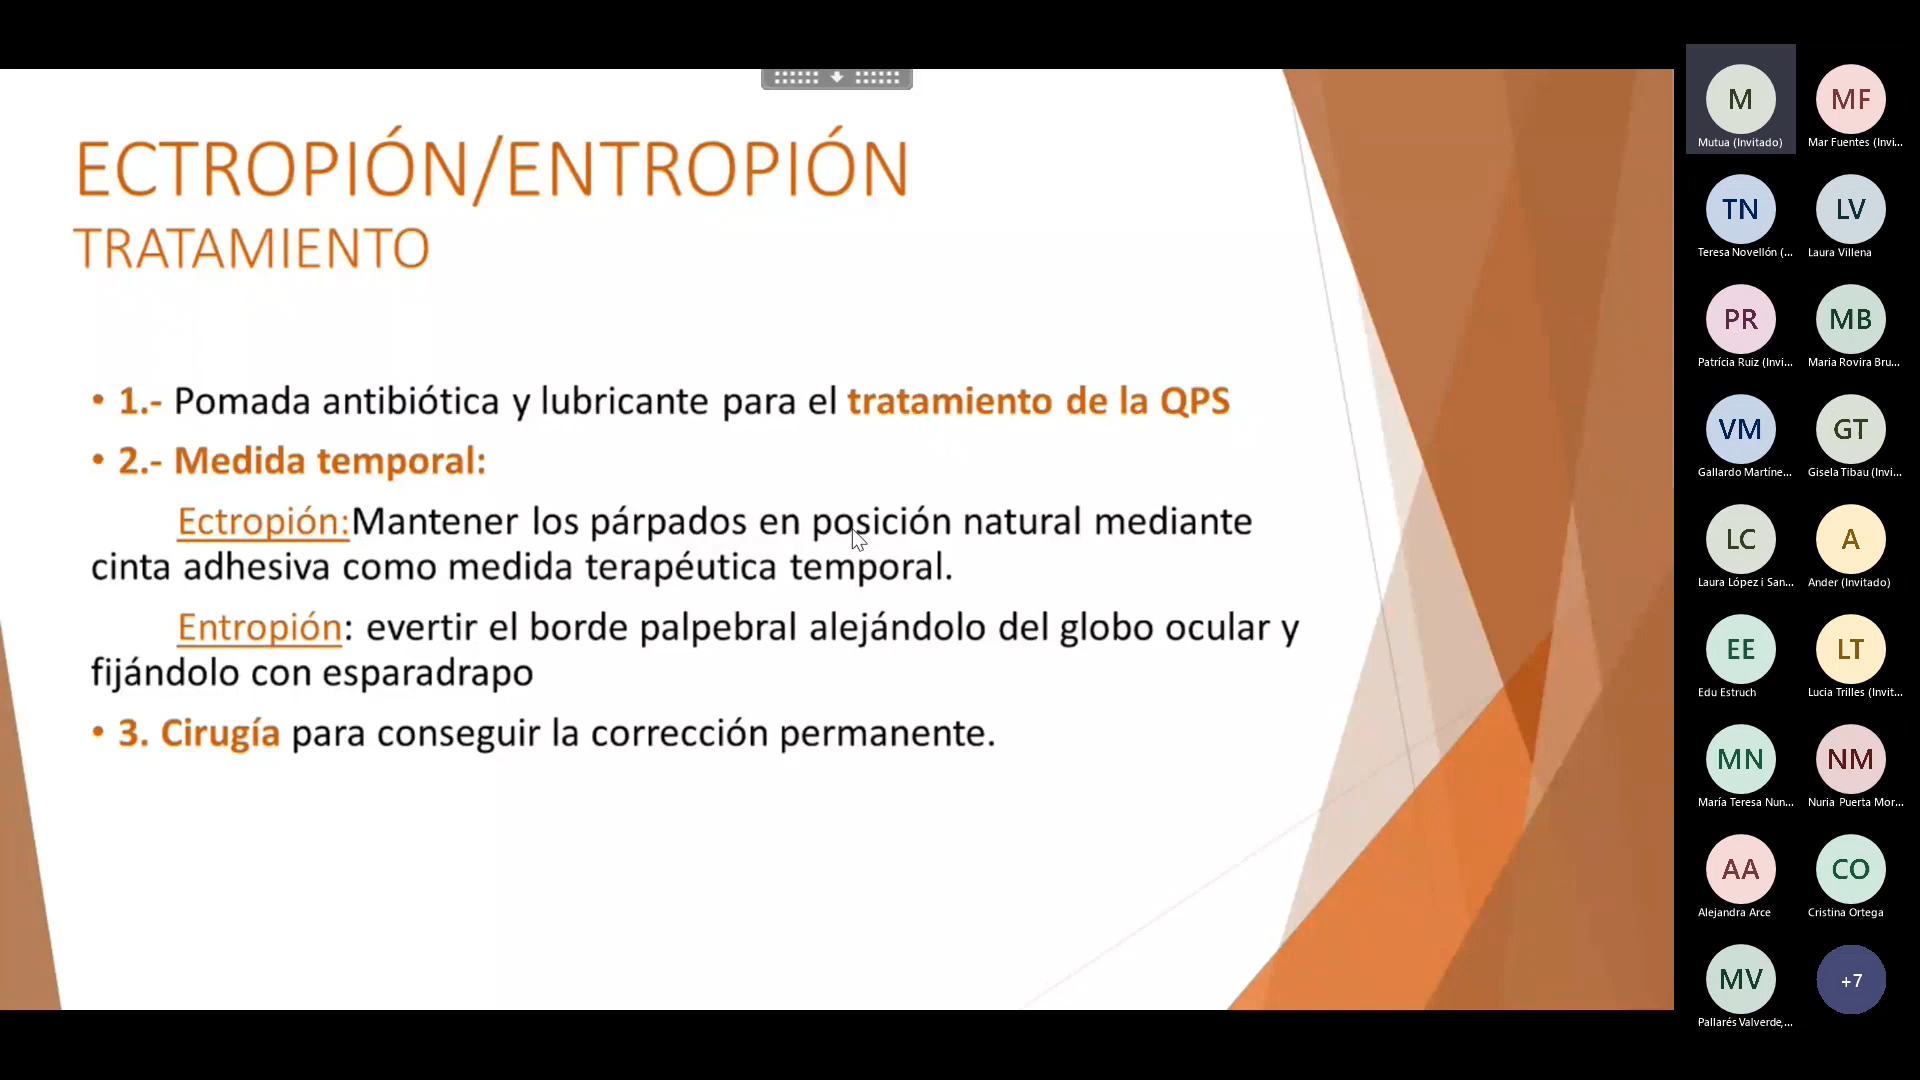 ECTROPIÓN/ENTROPIÓN
TRATAMIENTO
• 1.- Pomada antibiótica y lubricante para el tratamiento de la QPS
• 2.- Medida temporal:
Ectropión:Mantener los párpados en posición natural mediante
cinta adhesiva como medida terapéutica temporal.
Entropión: evertir el borde palpebral alejándolo del globo ocular y
fijándolo con esparadrapo
• 3. Cirugía para conseguir la corrección permanente.
M
Mutua (Invitado)
MF
Mar Fuentes (Invi...
TN
Teresa Novellón (...
LV
Laura Villena
PR
Patrícia Ruiz (Invi...
MB
Maria Rovira Bru...
VM
Gallardo Martíne...
GT
Gisela Tibau (Invi...
LC
Laura López i San...
A
Ander (Invitado)
EE
Edu Estruch
LT
Lucia Trilles (Invit...
MN
María Teresa Nun...
NM
Nuria Puerta Mor...
AA
Alejandra Arce
CO
Cristina Ortega
MV
Pallarés Valverde,...
+7